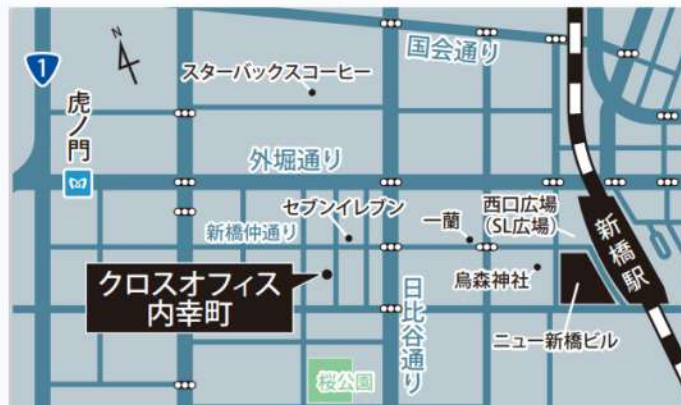 国会通り
N
1
スターバックスコーヒー
虎ノ門
外堀通り
セブンイレブン
一蘭
西口広場
(SL広場)
新橋仲通り
新橋駅
クロスオフィス
内幸町
烏森神社
日比谷通り
ニュー新橋ビル
桜公園